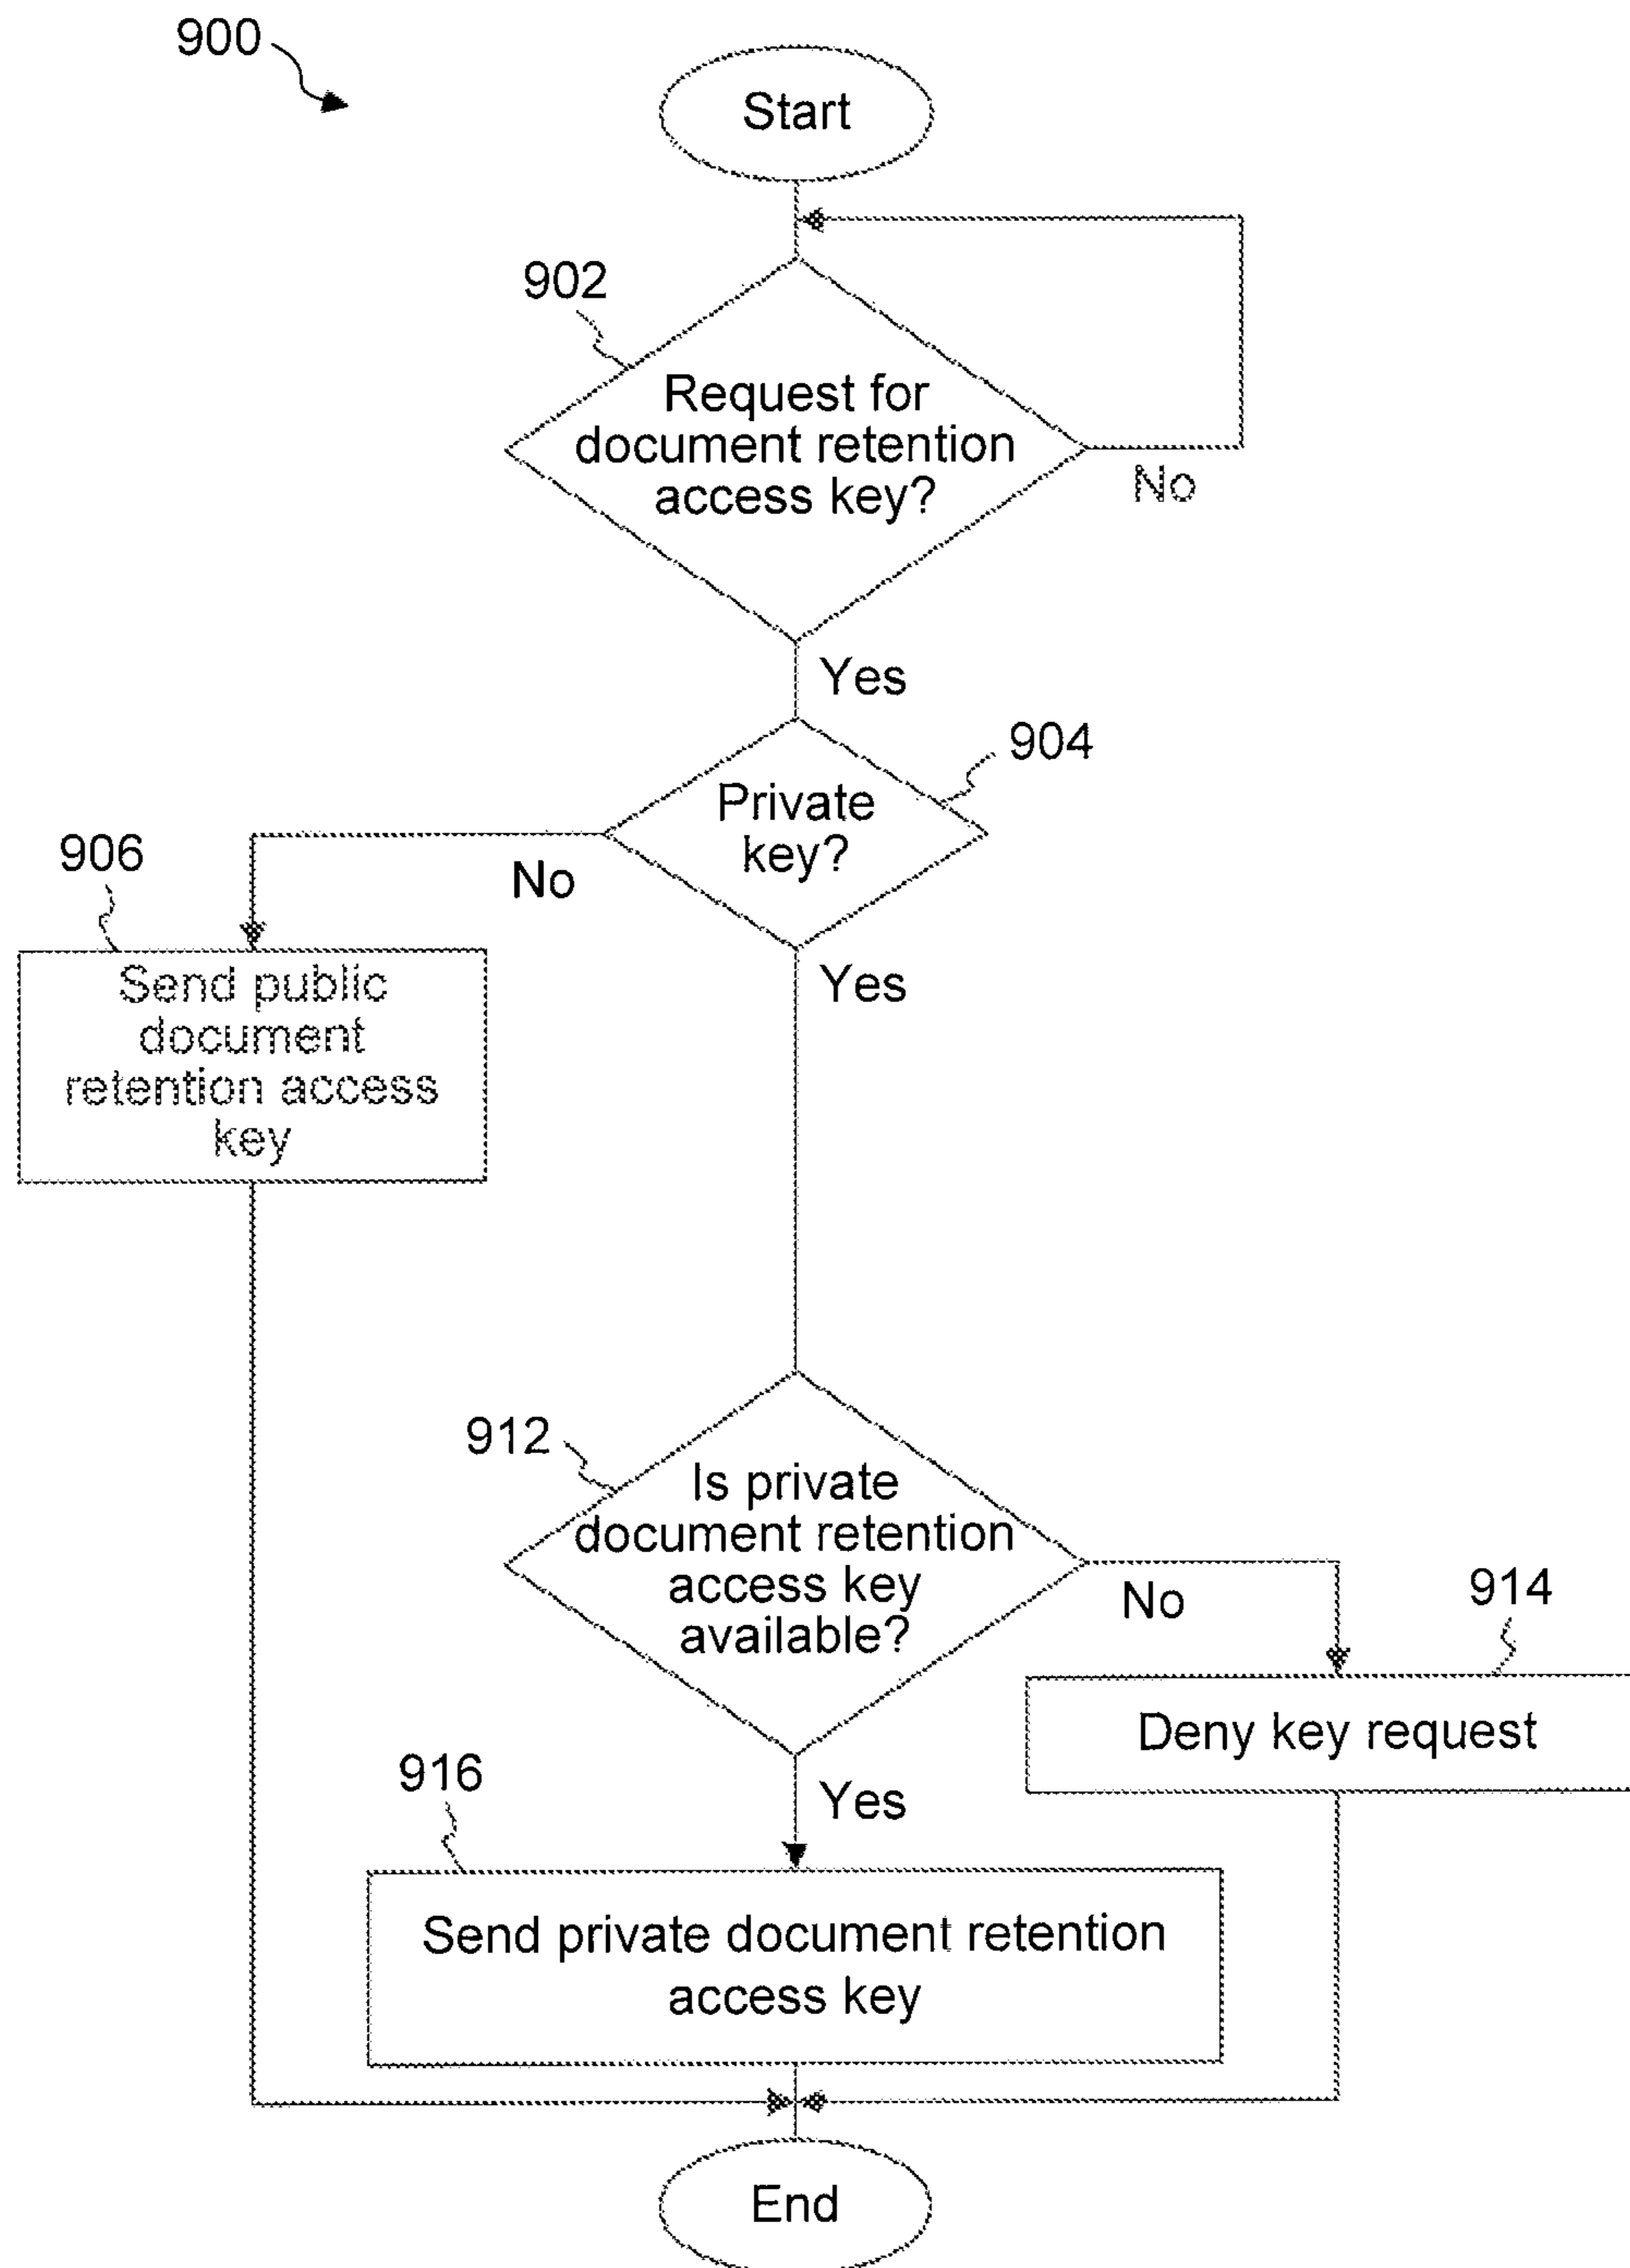 900
Start
902
Request for
document retention
access key?
No
Yes
904
Private
key?
No
906
Yes
Send public
document
retention access
key
912
Is private
document retention
access key
available?
No
914
Deny key request
Yes
916
Send private document retention
access key
End